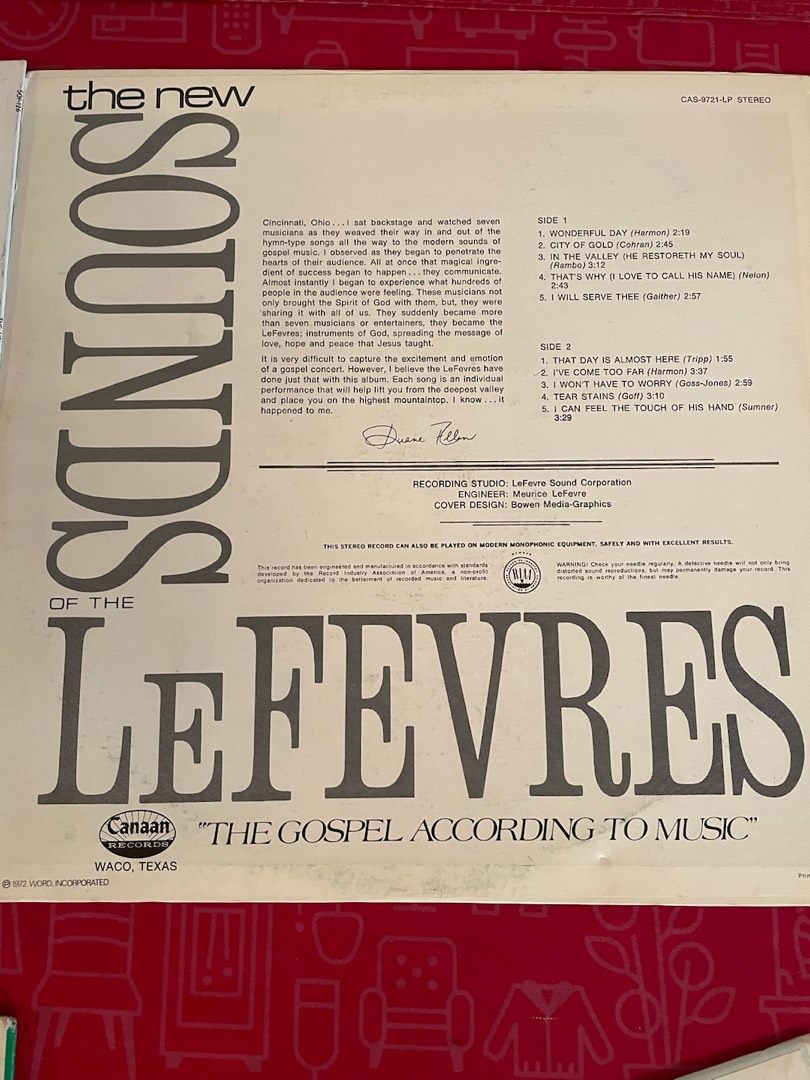 the new
SOUNDS
OF THE
LEFEVRES
CAS-9721-LP STEREO
Cincinnati, Ohio...I sat backstage and watched seven
musicians as they weaved their way in and out of the
hymn-type songs all the way to the modern sounds of
gospel music. I observed as they began to penetrate the
hearts of their audience. All at once that magical ingre-
dient of success began to happen...they communicate.
Almost instantly I began to experience what hundreds of
people in the audience were feeling. These musicians not
only brought the Spirit of God with them, but, they were
sharing it with all of us. They suddenly became more
than seven musicians or entertainers, they became the
LeFevres; instruments of God, spreading the message of
love, hope and peace that Jesus taught.
It is very difficult to capture the excitement and emotion
of a gospel concert. However, I believe the LeFevres have
done just that with this album. Each song is an individual
performance that will help lift you from the deepest valley
and place you on the highest mountaintop. I know...it
happened to me.
Duane Allen
SIDE 1
1. WONDERFUL DAY (Harmon) 2:19
2. CITY OF GOLD (Cohran) 2:45
3. IN THE VALLEY (HE RESTORETH MY SOUL)
(Rambo) 3:12
4. THAT'S WHY (I LOVE TO CALL HIS NAME) (Nelon)
2:43
5. I WILL SERVE THEE (Gaither) 2:57
SIDE 2
1. THAT DAY IS ALMOST HERE (Tripp) 1:55
2. I'VE COME TOO FAR (Harmon) 3:37
3. I WON'T HAVE TO WORRY (Goss-Jones) 2:59
4. TEAR STAINS (Goff) 3:10
5. I CAN FEEL THE TOUCH OF HIS HAND (Sumner)
3:29
RECORDING STUDIO: LeFevre Sound Corporation
ENGINEER: Meurice LeFevre
COVER DESIGN: Bowen Media-Graphics
THIS STEREO RECORD CAN ALSO BE PLAYED ON MODERN MONOPHONIC EQUIPMENT, SAFELY AND WITH EXCELLENT RESULTS.
This record has been engineered and manufactured in accordance with standards
developed by the Record Industry Association of America, a non-profit
organization dedicated to the betterment of recorded music and literature.
WARNING! Check your needle regularly. A defective needle will not only bring
distorted sound reproductions, but may permanently damage your record. This
recording is worthy of the finest needle.
Canaan
RECORDS
WACO, TEXAS
"THE GOSPEL ACCORDING TO MUSIC"
℗ 1972 WORD, INCORPORATED